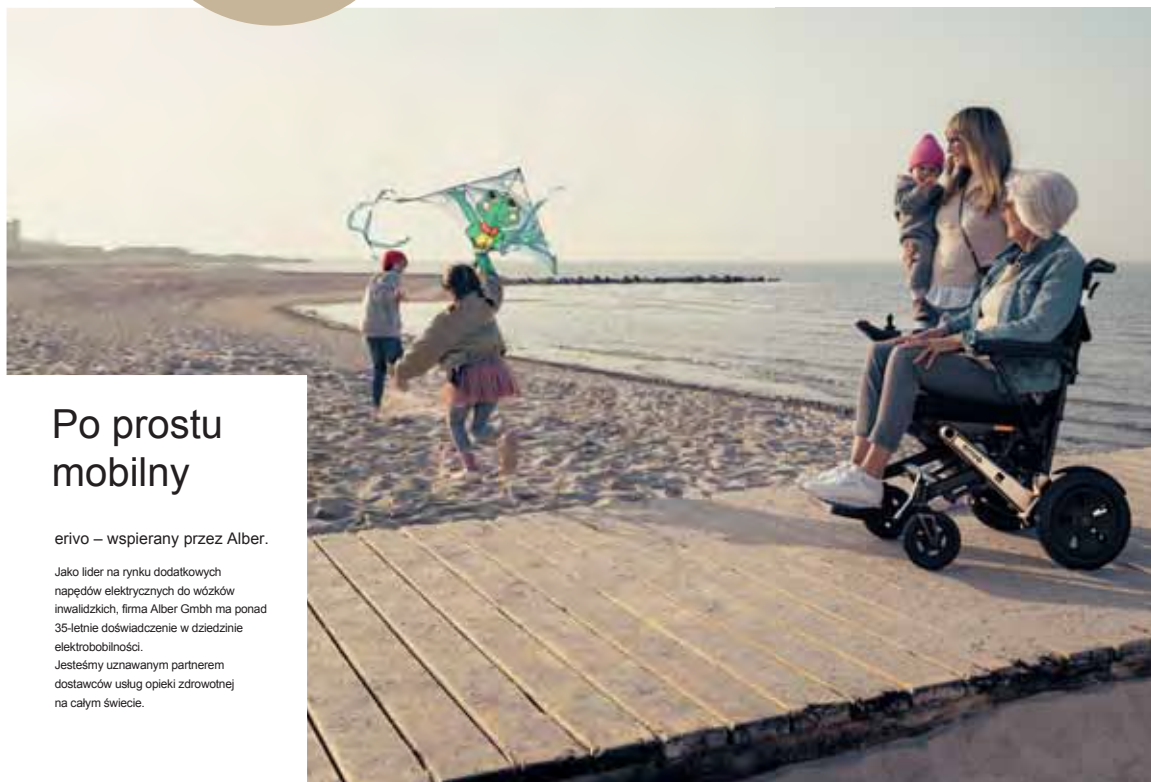 Po prostu
mobilny
erivo – wspierany przez Alber.
Jako lider na rynku dodatkowych
napędów elektrycznych do wózków
inwalidzkich, firma Alber Gmbh ma ponad
35-letnie doświadczenie w dziedzinie
elektrobobilności.
Jesteśmy uznawanym partnerem
dostawców usług opieki zdrowotnej
na całym świecie.